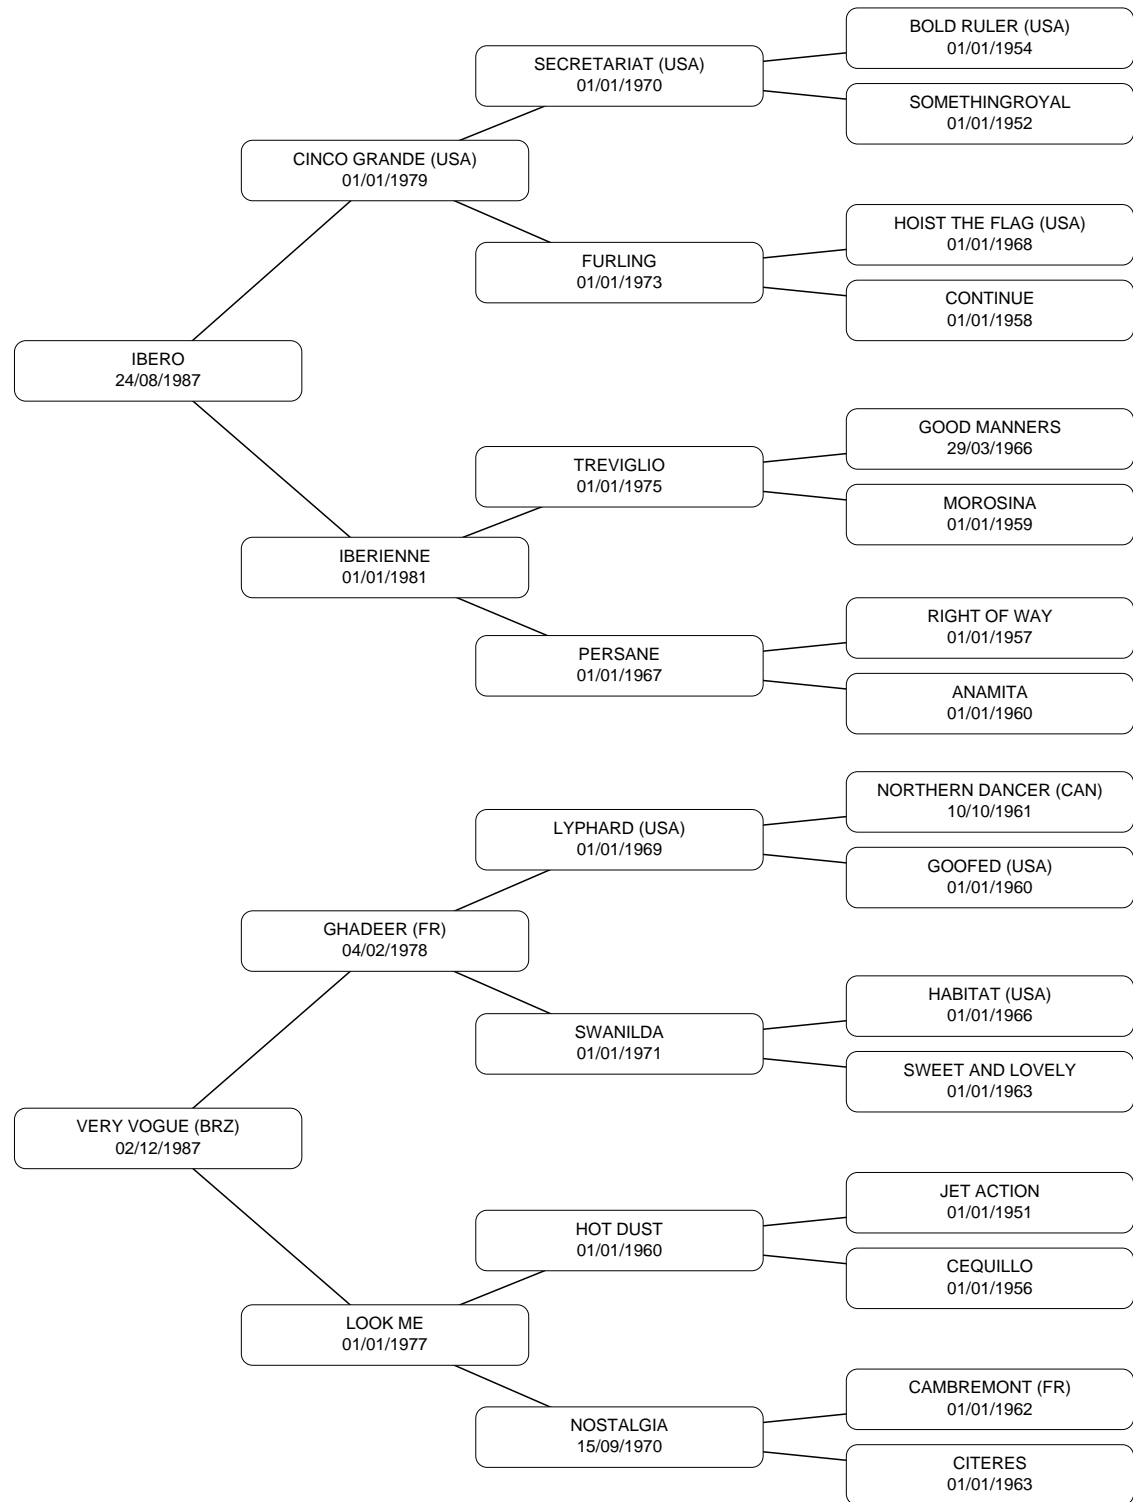 BOLD RULER (USA)
01/01/1954
SECRETARIAT (USA)
01/01/1970
SOMETHINGROYAL
01/01/1952
CINCO GRANDE (USA)
01/01/1979
HOIST THE FLAG (USA)
01/01/1968
FURLING
01/01/1973
CONTINUE
01/01/1958
IBERO
24/08/1987
GOOD MANNERS
29/03/1966
TREVIGLIO
01/01/1975
MOROSINA
01/01/1959
IBERIENNE
01/01/1981
RIGHT OF WAY
01/01/1957
PERSANE
01/01/1967
ANAMITA
01/01/1960
NORTHERN DANCER (CAN)
10/10/1961
LYPHARD (USA)
01/01/1969
GOOFED (USA)
01/01/1960
GHADEER (FR)
04/02/1978
HABITAT (USA)
01/01/1966
SWANILDA
01/01/1971
SWEET AND LOVELY
01/01/1963
VERY VOGUE (BRZ)
02/12/1987
JET ACTION
01/01/1951
HOT DUST
01/01/1960
CEQUILLO
01/01/1956
LOOK ME
01/01/1977
CAMBREMONT (FR)
01/01/1962
NOSTALGIA
15/09/1970
CITERES
01/01/1963